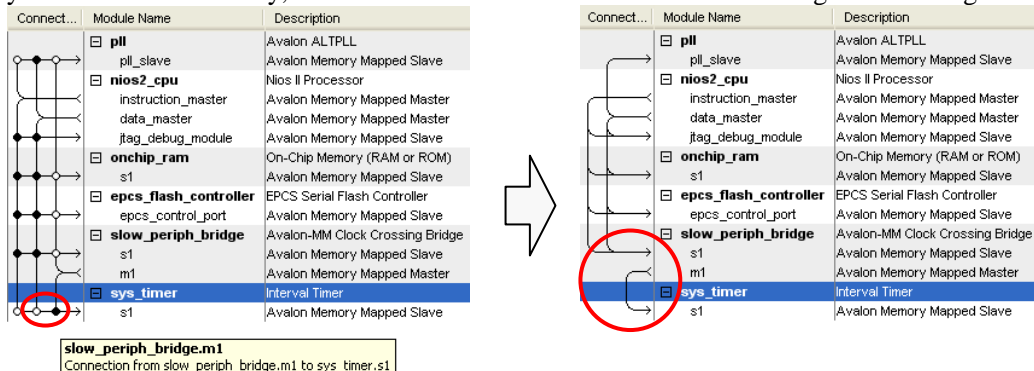 Connect... Module Name Description
pll Avalon ALTPLL
pll_slave Avalon Memory Mapped Slave
nios2_cpu Nios II Processor
instruction_master Avalon Memory Mapped Master
data_master Avalon Memory Mapped Master
jtag_debug_module Avalon Memory Mapped Slave
onchip_ram On-Chip Memory (RAM or ROM)
s1 Avalon Memory Mapped Slave
epcs_flash_controller EPCS Serial Flash Controller
epcs_control_port Avalon Memory Mapped Slave
slow_periph_bridge Avalon-MM Clock Crossing Bridge
s1 Avalon Memory Mapped Slave
m1 Avalon Memory Mapped Master
sys_timer Interval Timer
s1 Avalon Memory Mapped Slave
slow_periph_bridge.m1
Connection from slow_periph_bridge.m1 to sys_timer.s1
Connect... Module Name Description
pll Avalon ALTPLL
pll_slave Avalon Memory Mapped Slave
nios2_cpu Nios II Processor
instruction_master Avalon Memory Mapped Master
data_master Avalon Memory Mapped Master
jtag_debug_module Avalon Memory Mapped Slave
onchip_ram On-Chip Memory (RAM or ROM)
s1 Avalon Memory Mapped Slave
epcs_flash_controller EPCS Serial Flash Controller
epcs_control_port Avalon Memory Mapped Slave
slow_periph_bridge Avalon-MM Clock Crossing Bridge
s1 Avalon Memory Mapped Slave
m1 Avalon Memory Mapped Master
sys_timer Interval Timer
s1 Avalon Memory Mapped Slave